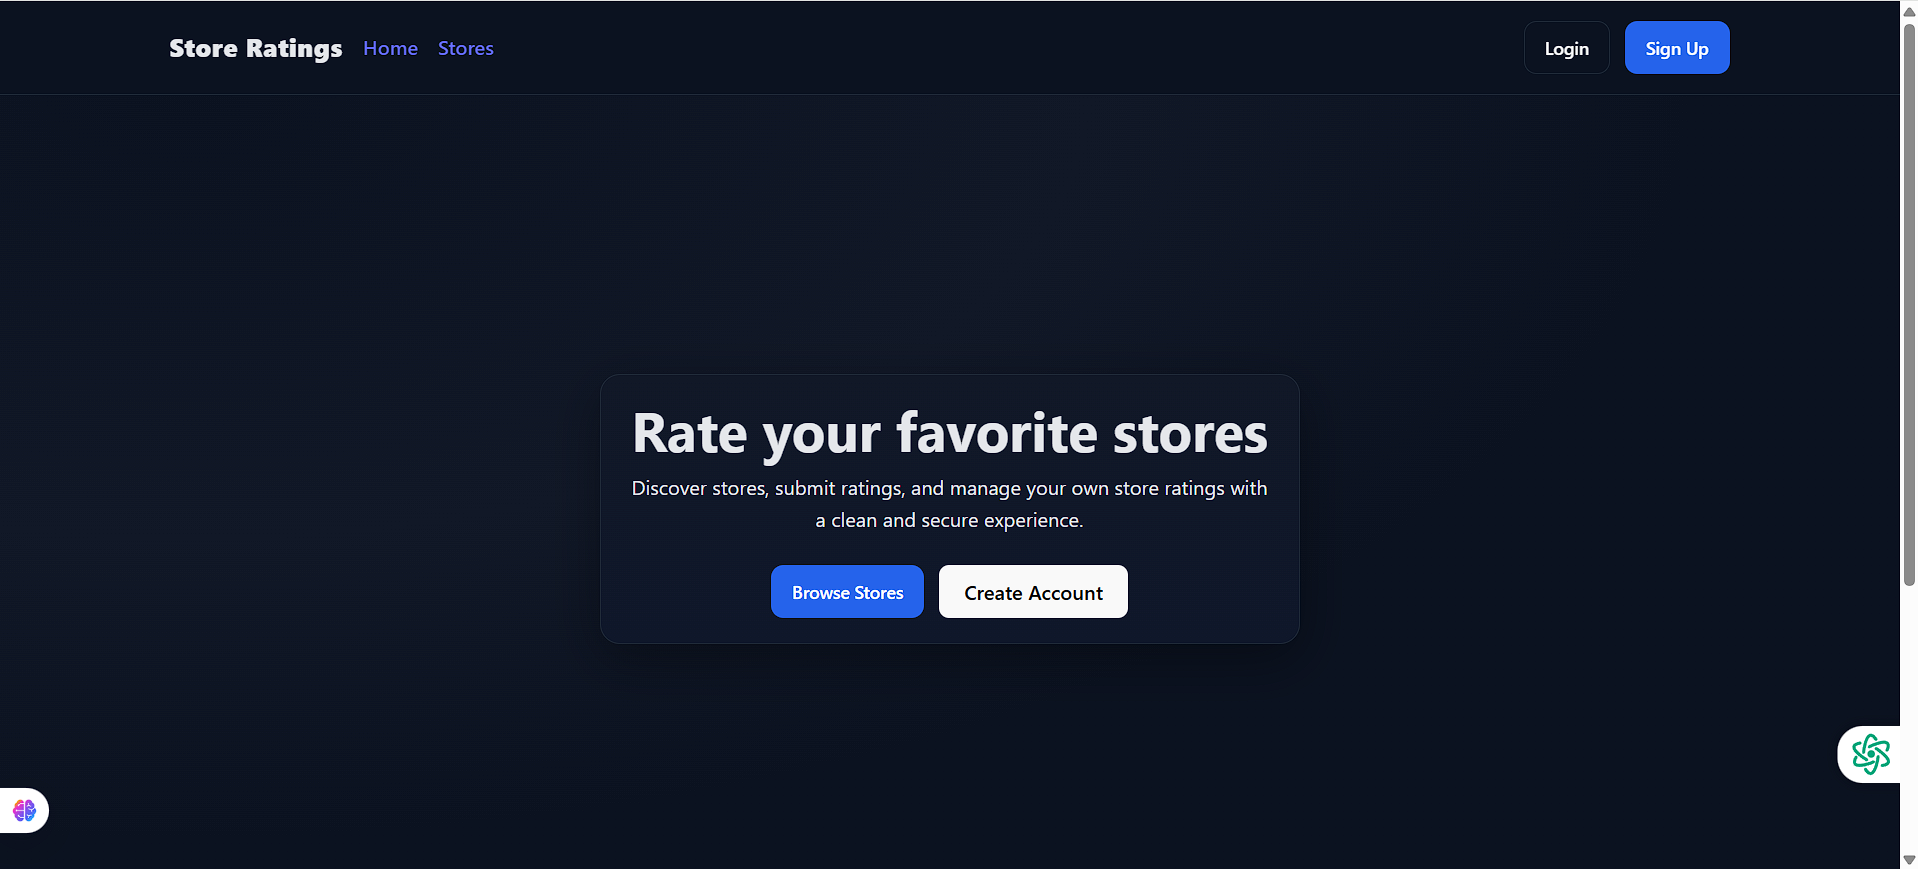 Store Ratings Home Stores Login Sign Up
Rate your favorite stores
Discover stores, submit ratings, and manage your own store ratings with
a clean and secure experience.
Browse Stores Create Account